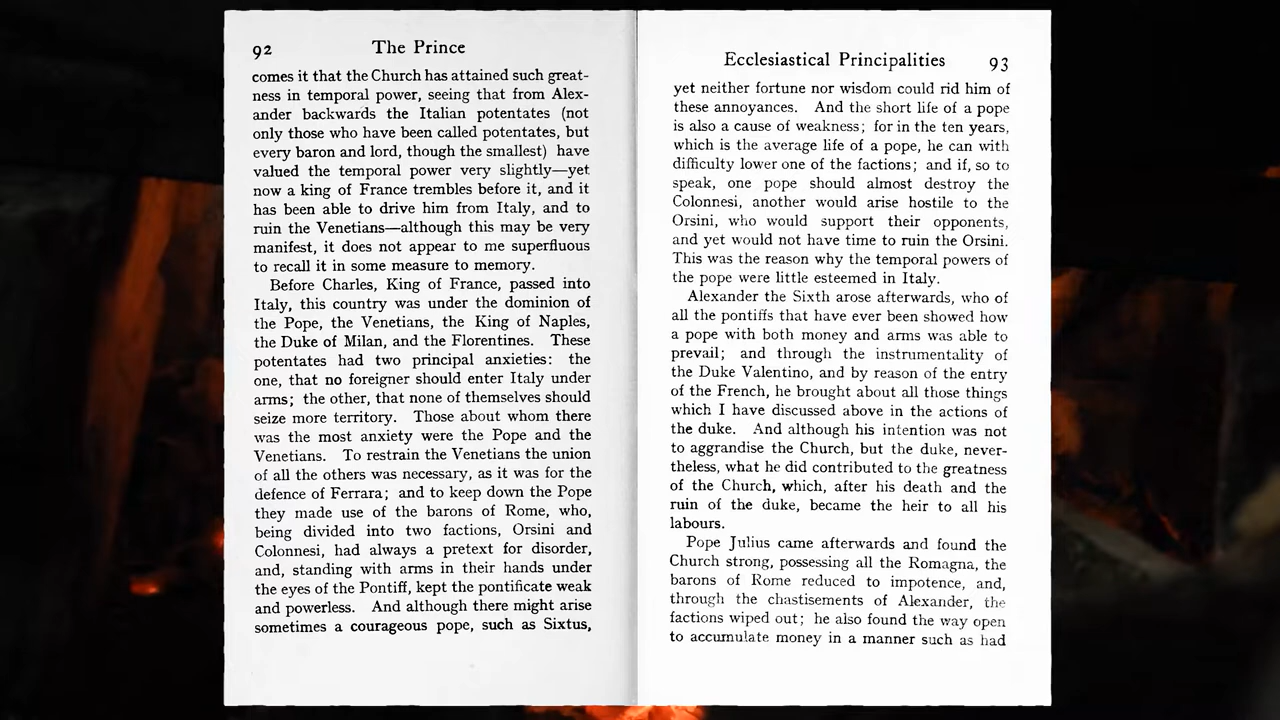 92 The Prince
comes it that the Church has attained such great-
ness in temporal power, seeing that from Alex-
ander backwards the Italian potentates (not
only those who have been called potentates, but
every baron and lord, though the smallest) have
valued the temporal power very slightly—yet
now a king of France trembles before it, and it
has been able to drive him from Italy, and to
ruin the Venetians—although this may be very
manifest, it does not appear to me superfluous
to recall it in some measure to memory.
Before Charles, King of France, passed into
Italy, this country was under the dominion of
the Pope, the Venetians, the King of Naples,
the Duke of Milan, and the Florentines. These
potentates had two principal anxieties: the
one, that no foreigner should enter Italy under
arms; the other, that none of themselves should
seize more territory. Those about whom there
was the most anxiety were the Pope and the
Venetians. To restrain the Venetians the union
of all the others was necessary, as it was for the
defence of Ferrara; and to keep down the Pope
they made use of the barons of Rome, who,
being divided into two factions, Orsini and
Colonnesi, had always a pretext for disorder,
and, standing with arms in their hands under
the eyes of the Pontiff, kept the pontificate weak
and powerless. And although there might arise
sometimes a courageous pope, such as Sixtus,
Ecclesiastical Principalities 93
yet neither fortune nor wisdom could rid him of
these annoyances. And the short life of a pope
is also a cause of weakness; for in the ten years,
which is the average life of a pope, he can with
difficulty lower one of the factions; and if, so to
speak, one pope should almost destroy the
Colonnesi, another would arise hostile to the
Orsini, who would support their opponents,
and yet would not have time to ruin the Orsini.
This was the reason why the temporal powers of
the pope were little esteemed in Italy.
Alexander the Sixth arose afterwards, who of
all the pontiffs that have ever been showed how
a pope with both money and arms was able to
prevail; and through the instrumentality of
the Duke Valentino, and by reason of the entry
of the French, he brought about all those things
which I have discussed above in the actions of
the duke. And although his intention was not
to aggrandise the Church, but the duke, never-
theless, what he did contributed to the greatness
of the Church, which, after his death and the
ruin of the duke, became the heir to all his
labours.
Pope Julius came afterwards and found the
Church strong, possessing all the Romagna, the
barons of Rome reduced to impotence, and,
through the chastisements of Alexander, the
factions wiped out; he also found the way open
to accumulate money in a manner such as had